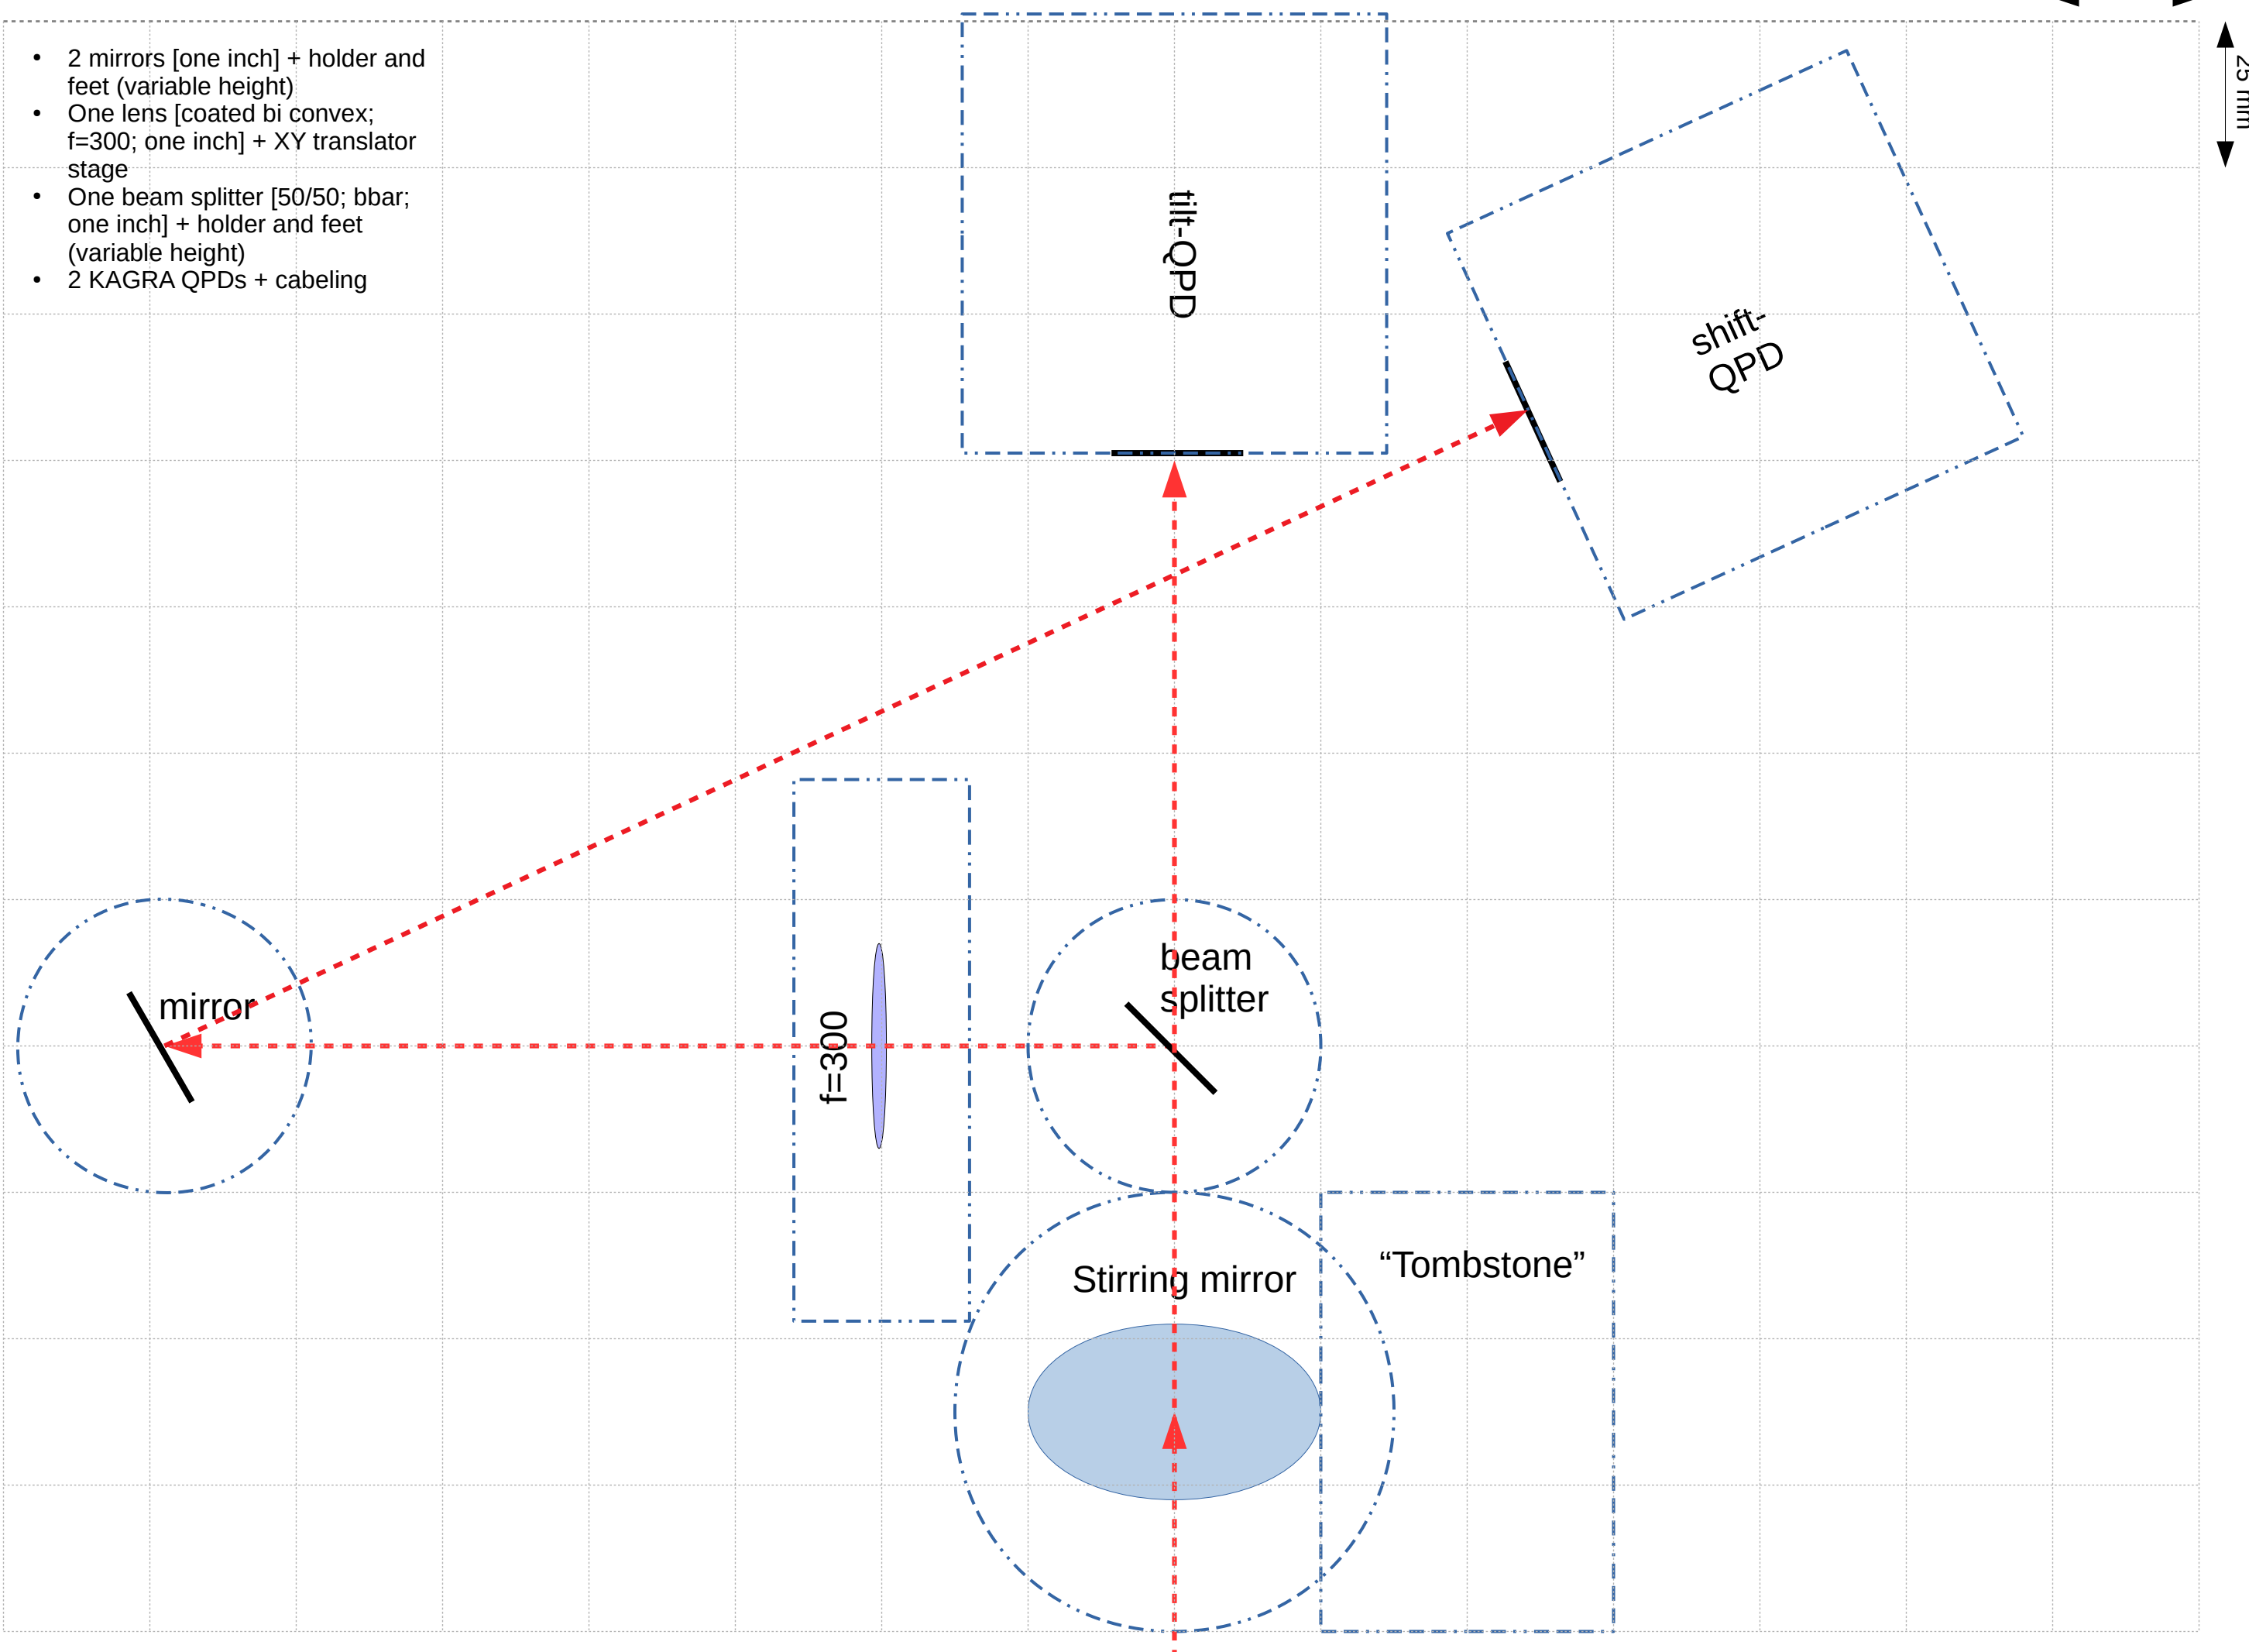 • 2 mirrors [one inch] + holder and
feet (variable height)
• One lens [coated bi convex;
f=300; one inch] + XY translator
stage
• One beam splitter [50/50; bbar;
one inch] + holder and feet
(variable height)
• 2 KAGRA QPDs + cabeling
25 mm
tilt-QPD
shift-
QPD
mirror
f=300
beam
splitter
Stirring mirror
“Tombstone”